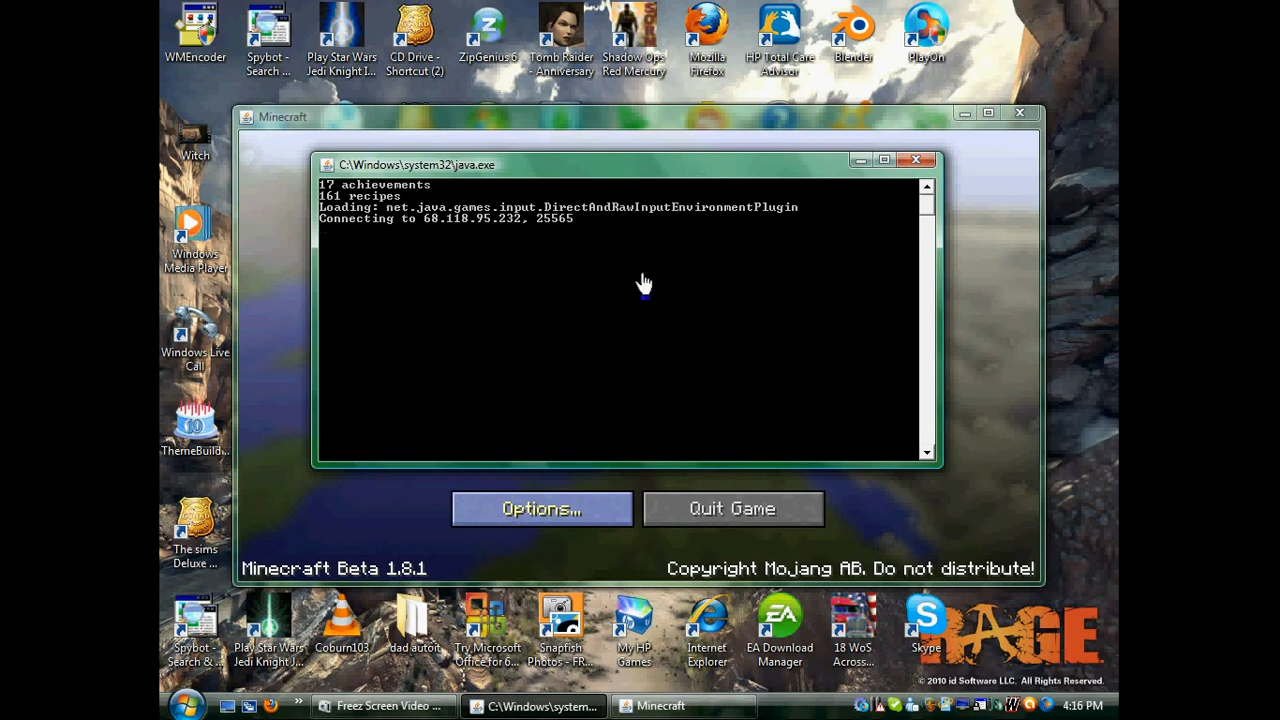 WMEncoder
Spybot -
Search ...
Play Star Wars
Jedi Knight I...
CD Drive -
Shortcut (2)
ZipGenius 6
Tomb Raider
- Anniversary
Shadow Ops
Red Mercury
Mozilla
Firefox
HP Total Care
Advisor
Blender
PlayOn
Minecraft
Witch
C:\Windows\system32\java.exe
17 achievements
161 recipes
Loading: net.java.games.input.DirectAndRawInputEnvironmentPlugin
Connecting to 68.118.95.232, 25565
Windows
Media Player
Windows Live
Call
10
ThemeBuild...
The sims
Deluxe ...
Options...
Quit Game
Minecraft Beta 1.8.1
Copyright Mojang AB. Do not distribute!
Spybot -
Search & ...
Play Star Wars
Jedi Knight J...
Coburn103
dad autoit
Try Microsoft
Office for 6...
Snapfish
Photos - FR...
My HP
Games
Internet
Explorer
EA
EA Download
Manager
18 WoS
Across...
Skype
RAGE
© 2010 id Software LLC. All Rights Reserved.
Freez Screen Video ...
C:\Windows\system...
Minecraft
4:16 PM